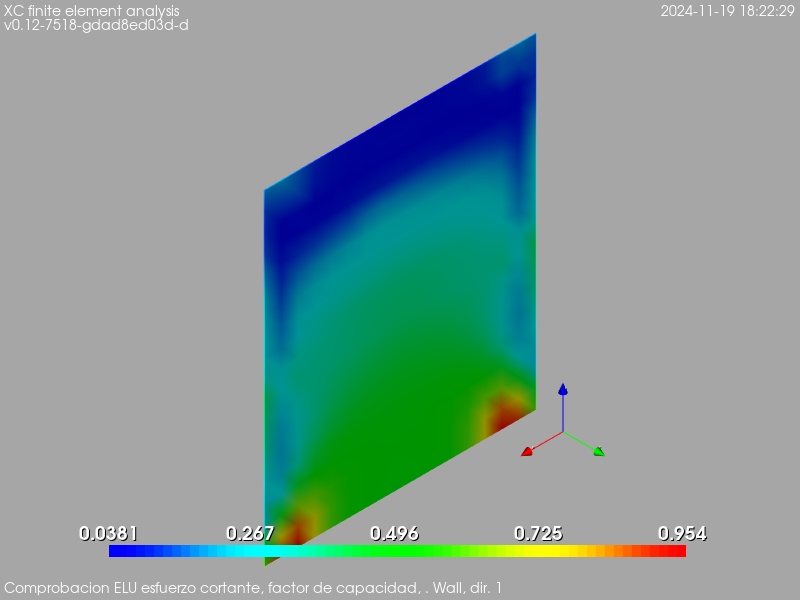 XC finite element analysis
v0.12-7518-gdad8ed03d-d
2024-11-19 18:22:29
0.0381 0.267 0.496 0.725 0.954
Comprobacion ELU esfuerzo cortante, factor de capacidad, . Wall, dir. 1